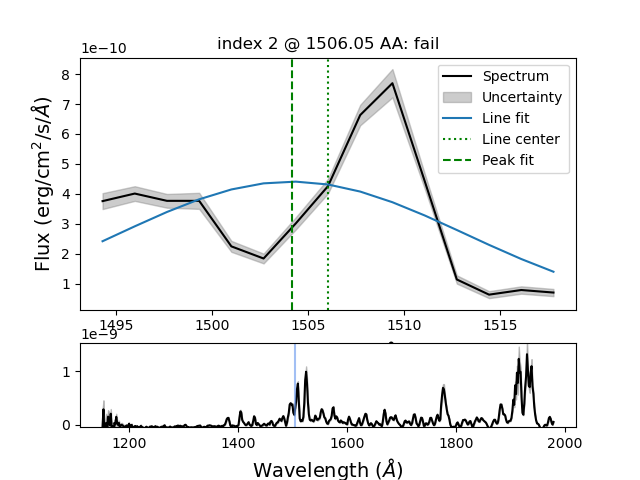 index 2 @ 1506.05 AA: fail
1e−10
Flux (erg/cm²/s/Å)
8
7
6
5
4
3
2
1
Spectrum
Uncertainty
Line fit
Line center
Peak fit
1495 1500 1505 1510 1515
1e−9
1
0
1200 1400 1600 1800 2000
Wavelength (Å)